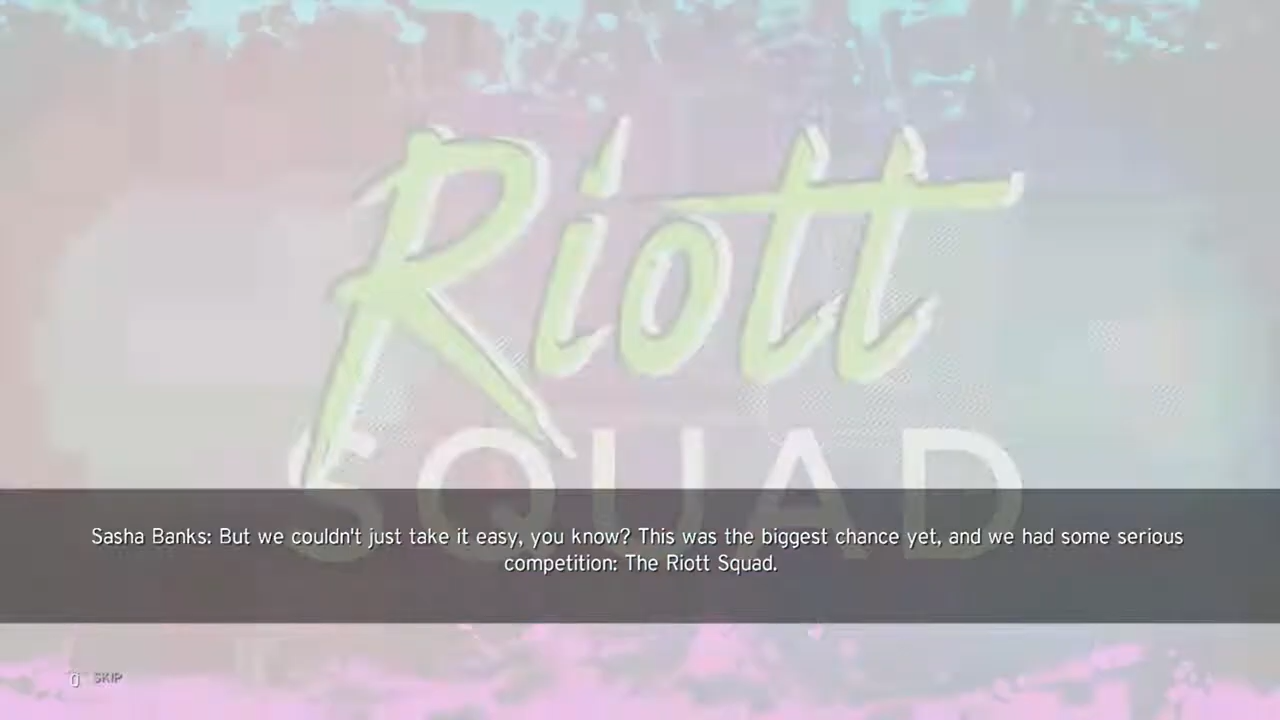 Riott
SQUAD
Sasha Banks: But we couldn't just take it easy, you know? This was the biggest chance yet, and we had some serious
competition: The Riott Squad.
0 SKIP